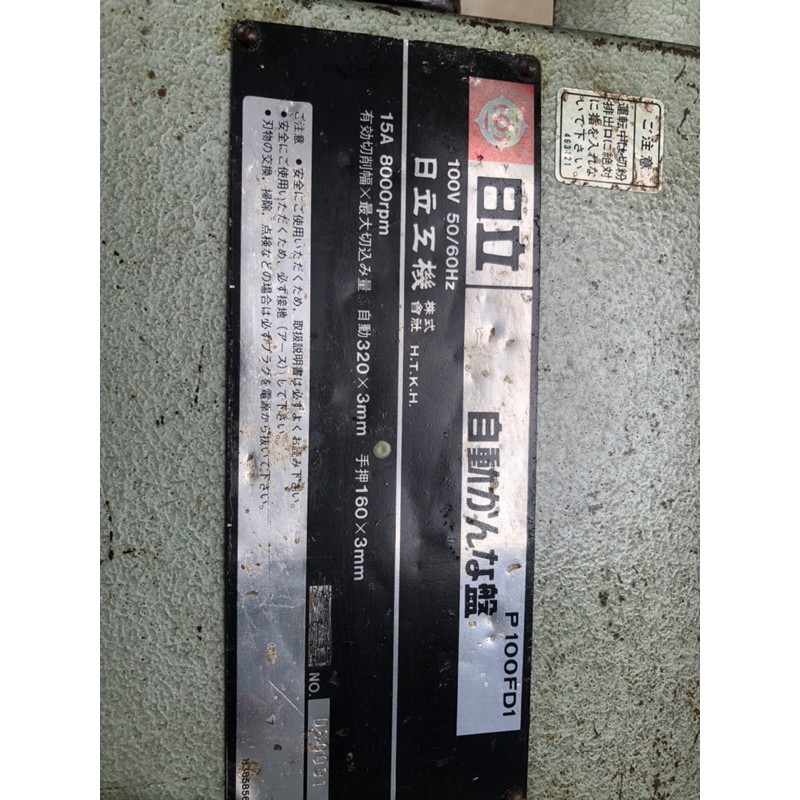 日立
自動かんな盤
P100FD1
100V 50/60Hz
日立工機 株式會社 H.T.K.H.
15A 8000rpm
有効切削幅×最大切込み量 自動320×3mm 手押160×3mm
NO.
ご注意 ●安全にご使用いただくため、取扱説明書は必ずよくお読み下さい。
●安全にご使用いただくため、必ず接地(アース)して下さい。
●刃物の交換、掃除、点検などの場合は必ずプラグを電源から抜いて下さい。
ご注意
運転中は切粉
排出口に絶対
に指を入れな
いで下さい。